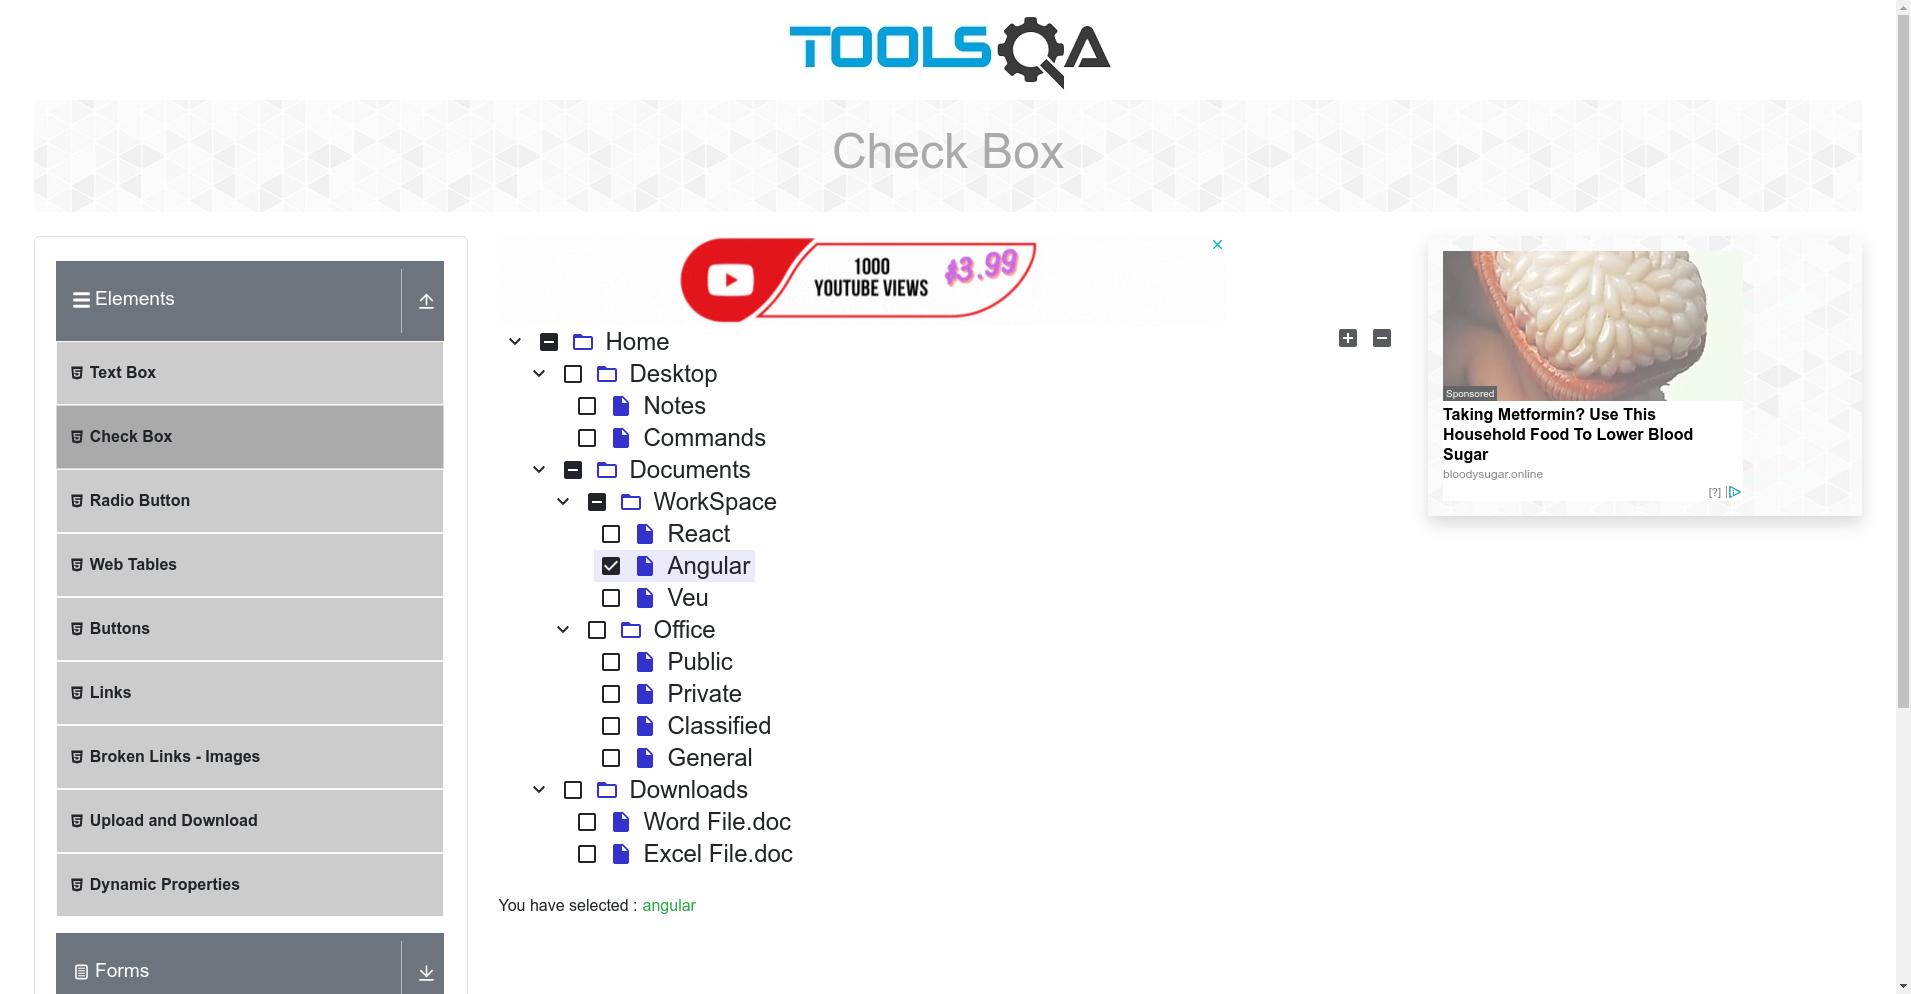 TOOLSQA
Check Box
Elements
Text Box
Check Box
Radio Button
Web Tables
Buttons
Links
Broken Links - Images
Upload and Download
Dynamic Properties
Forms
1000
YOUTUBE VIEWS
$3.99
Home
Desktop
Notes
Commands
Documents
WorkSpace
React
Angular
Veu
Office
Public
Private
Classified
General
Downloads
Word File.doc
Excel File.doc
You have selected : angular
Sponsored
Taking Metformin? Use This
Household Food To Lower Blood
Sugar
bloodysugar.online
[?]